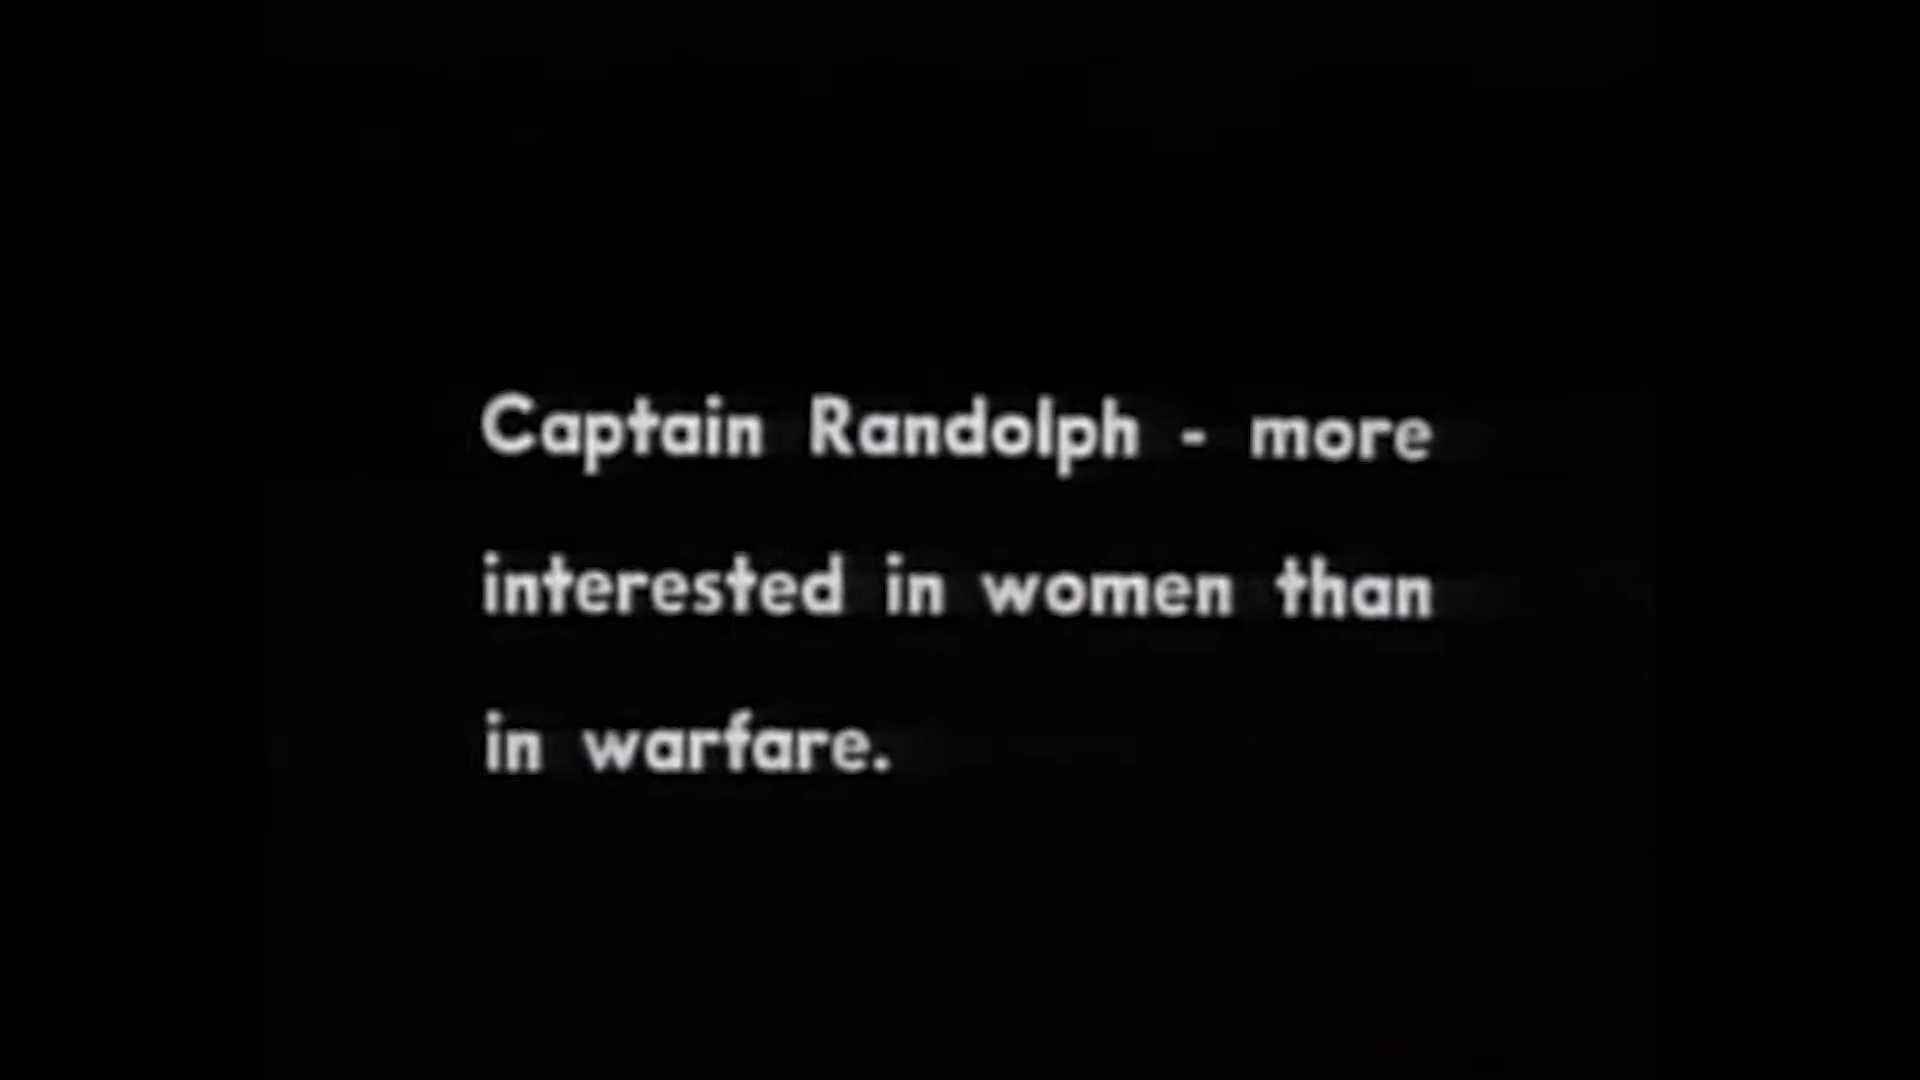 Captain Randolph - more
interested in women than
in warfare.